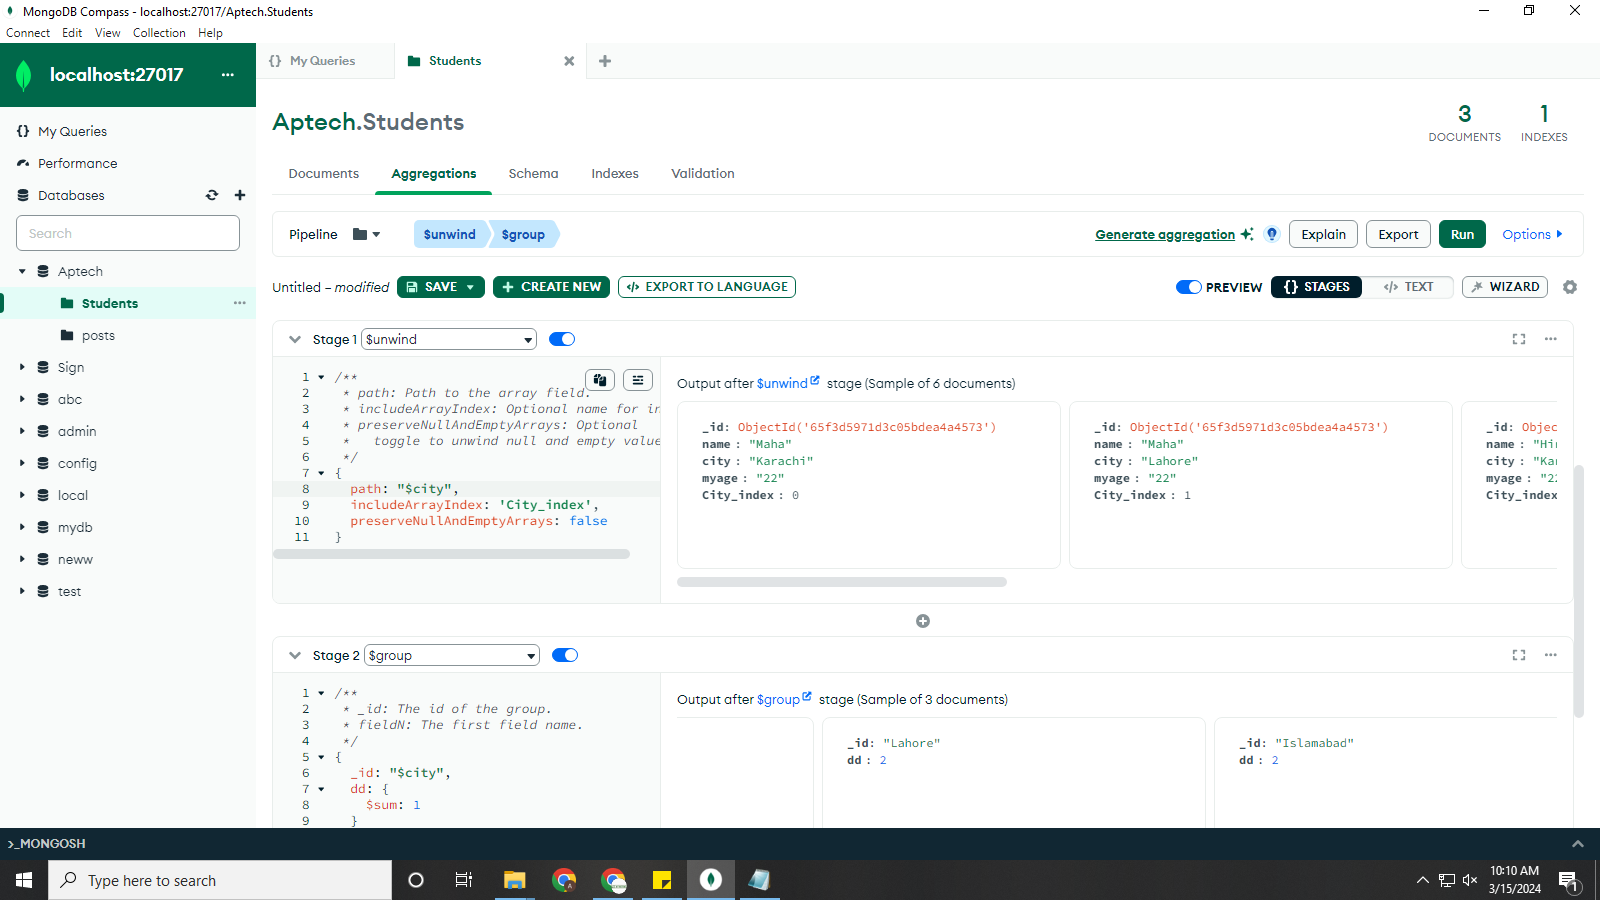 MongoDB Compass - localhost:27017/Aptech.Students
Connect Edit View Collection Help
localhost:27017
My Queries
Students
My Queries
Performance
Databases
Search
Aptech
Students
posts
Sign
abc
admin
config
local
mydb
neww
test
Aptech.Students
3
DOCUMENTS
1
INDEXES
Documents Aggregations Schema Indexes Validation
Pipeline $unwind $group Generate aggregation Explain Export Run Options
Untitled – modified SAVE + CREATE NEW </> EXPORT TO LANGUAGE PREVIEW {} STAGES </> TEXT WIZARD
Stage 1 $unwind
1 /**
2 * path: Path to the array field.
3 * includeArrayIndex: Optional name for in
4 * preserveNullAndEmptyArrays: Optional
5 * toggle to unwind null and empty value
6 */
7 {
8 path: "$city",
9 includeArrayIndex: 'City_index',
10 preserveNullAndEmptyArrays: false
11 }
Output after $unwind stage (Sample of 6 documents)
_id: ObjectId('65f3d5971d3c05bdea4a4573')
name : "Maha"
city : "Karachi"
myage : "22"
City_index : 0
_id: ObjectId('65f3d5971d3c05bdea4a4573')
name : "Maha"
city : "Lahore"
myage : "22"
City_index : 1
_id: Objec
name : "Hi
city : "Ka
myage : "2
City_index
Stage 2 $group
1 /**
2 * _id: The id of the group.
3 * fieldN: The first field name.
4 */
5 {
6 _id: "$city",
7 dd: {
8 $sum: 1
9 }
Output after $group stage (Sample of 3 documents)
_id: "Lahore"
dd : 2
_id: "Islamabad"
dd : 2
>_MONGOSH
Type here to search
10:10 AM
3/15/2024
1